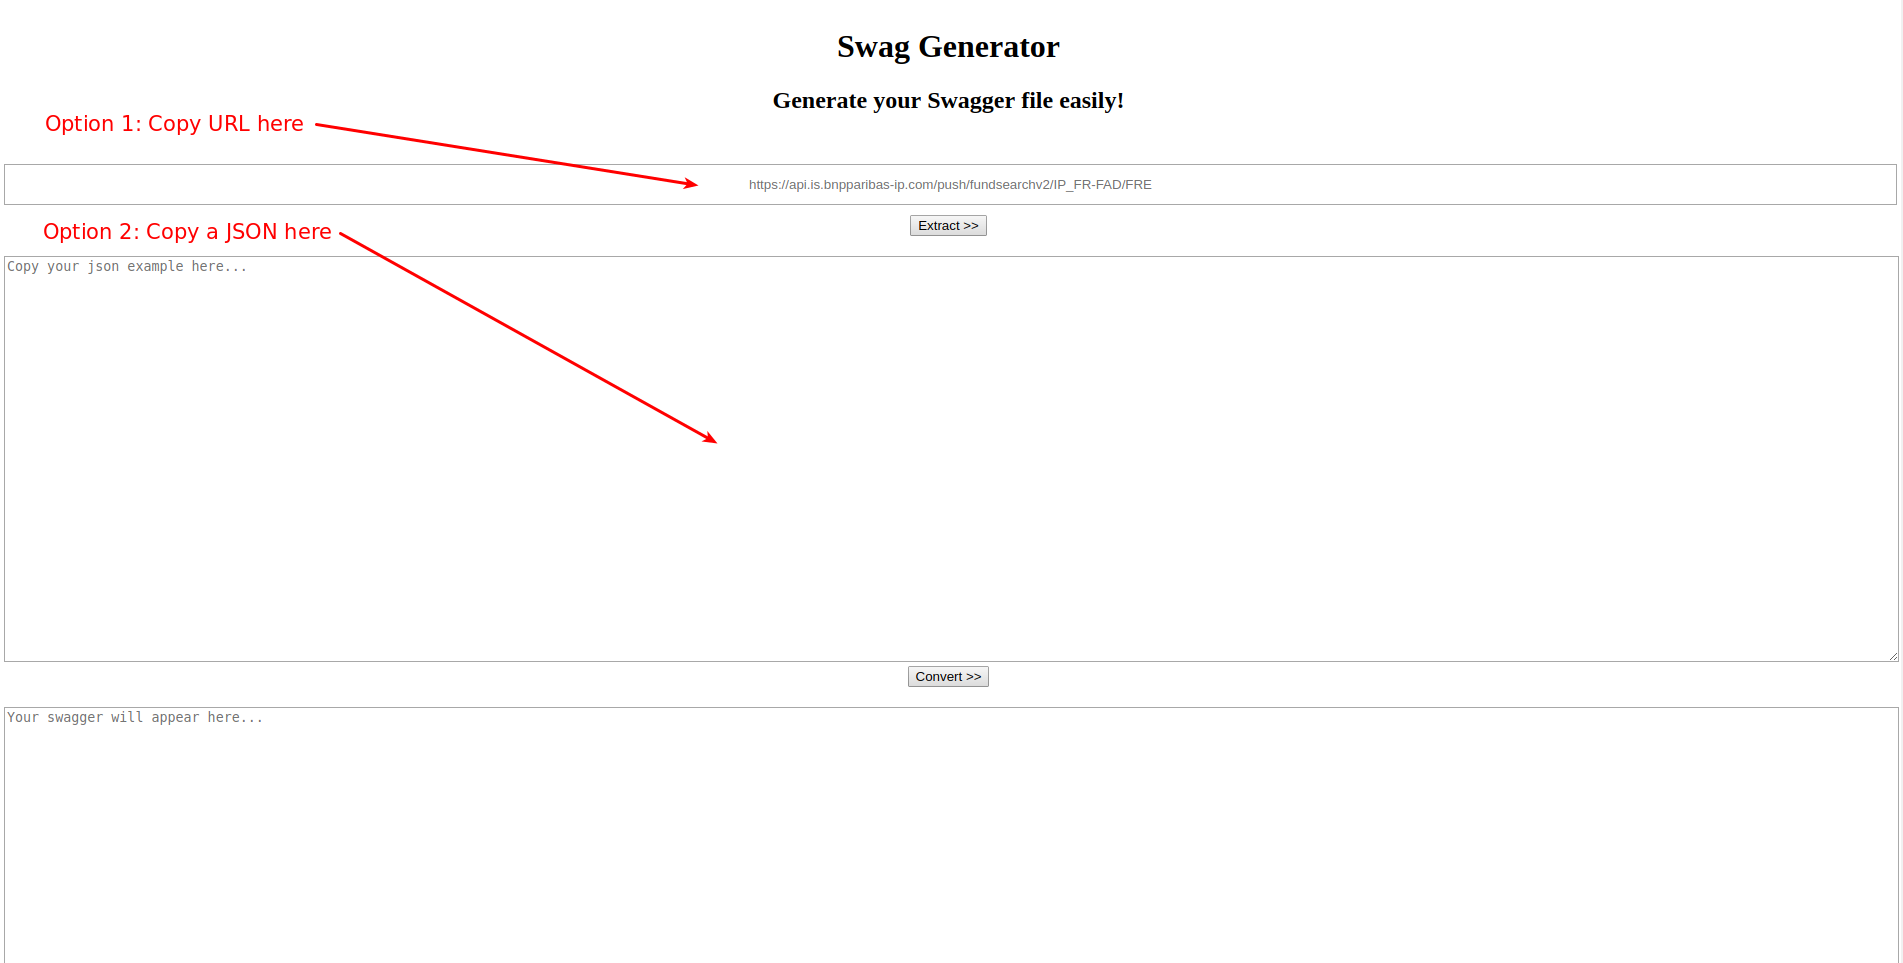 Swag Generator
Generate your Swagger file easily!
Option 1: Copy URL here
https://api.is.bnpparibas-ip.com/push/fundsearchv2/IP_FR-FAD/FRE
Extract >>
Option 2: Copy a JSON here
Copy your json example here...
Convert >>
Your swagger will appear here...